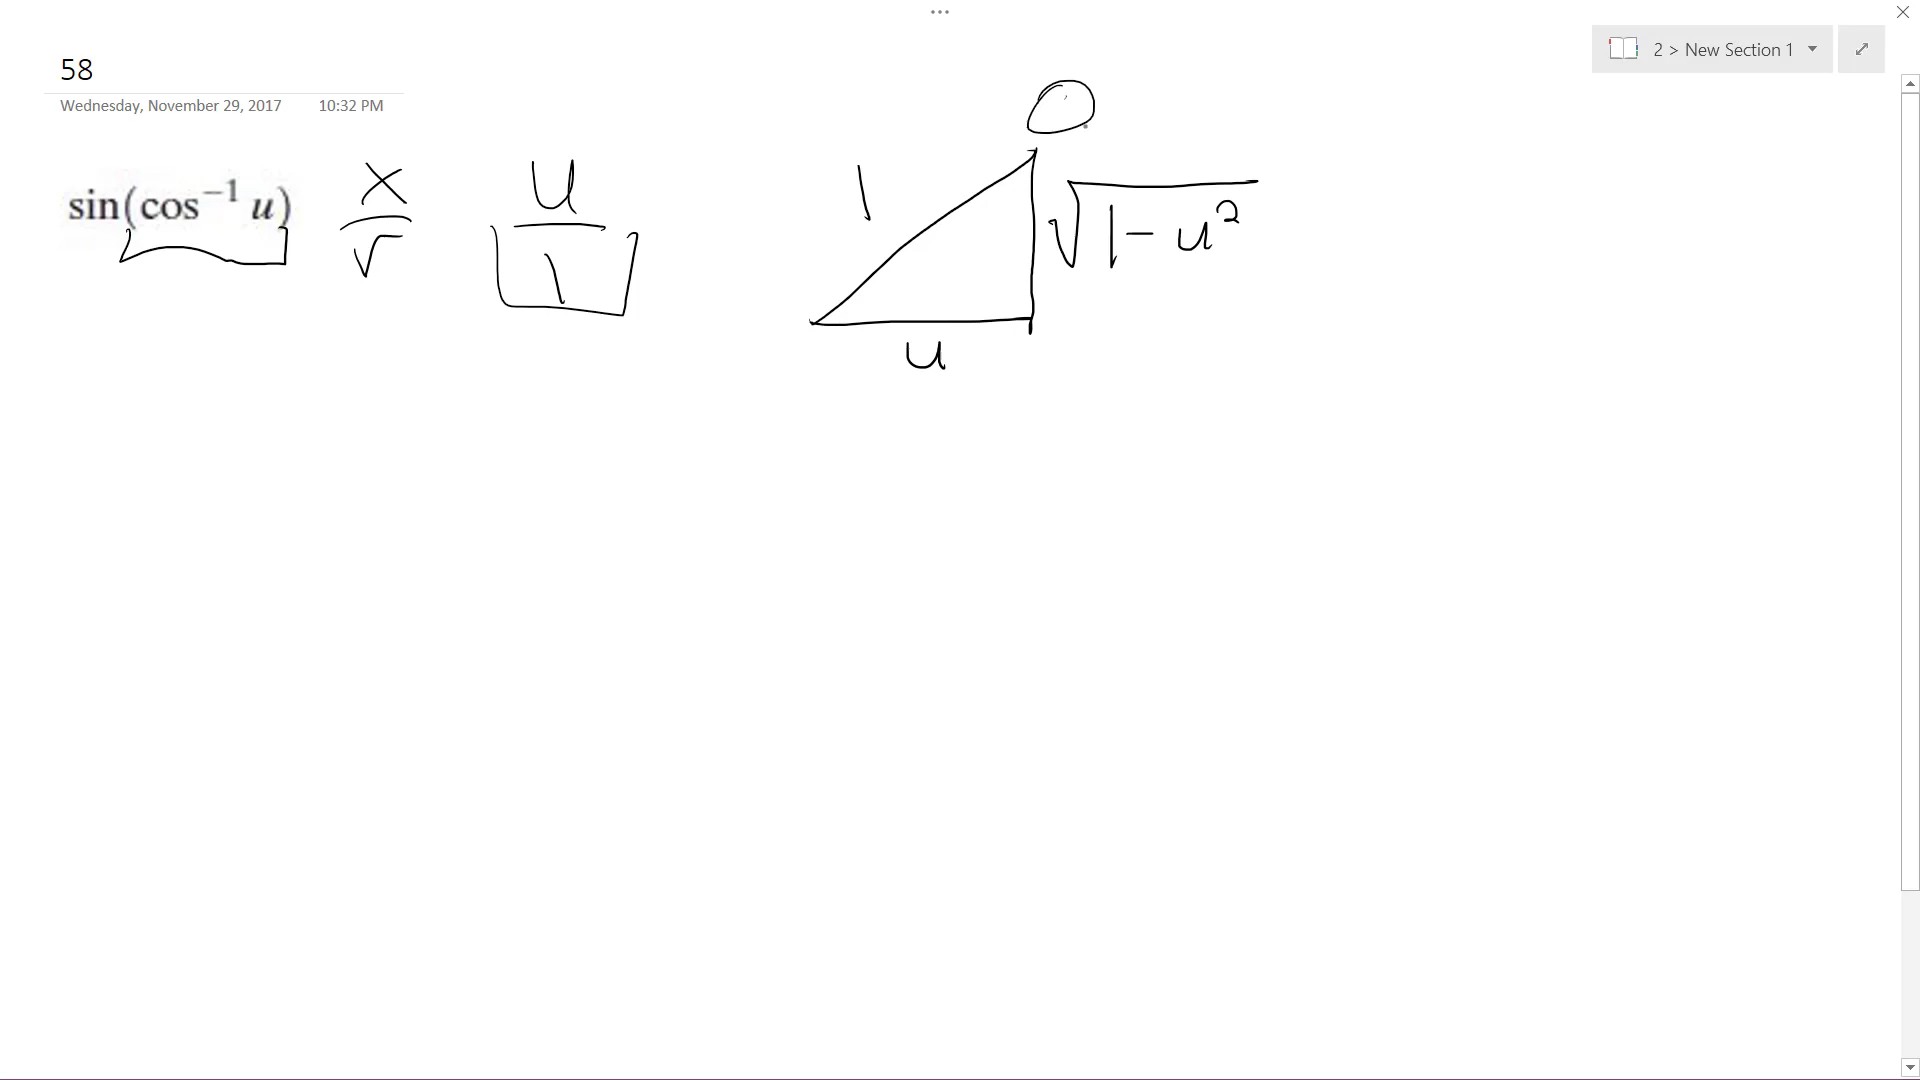 2 > New Section 1
58
Wednesday, November 29, 2017 10:32 PM
sin(cos⁻¹ u)
x
r
u
1
1
√1-u²
u